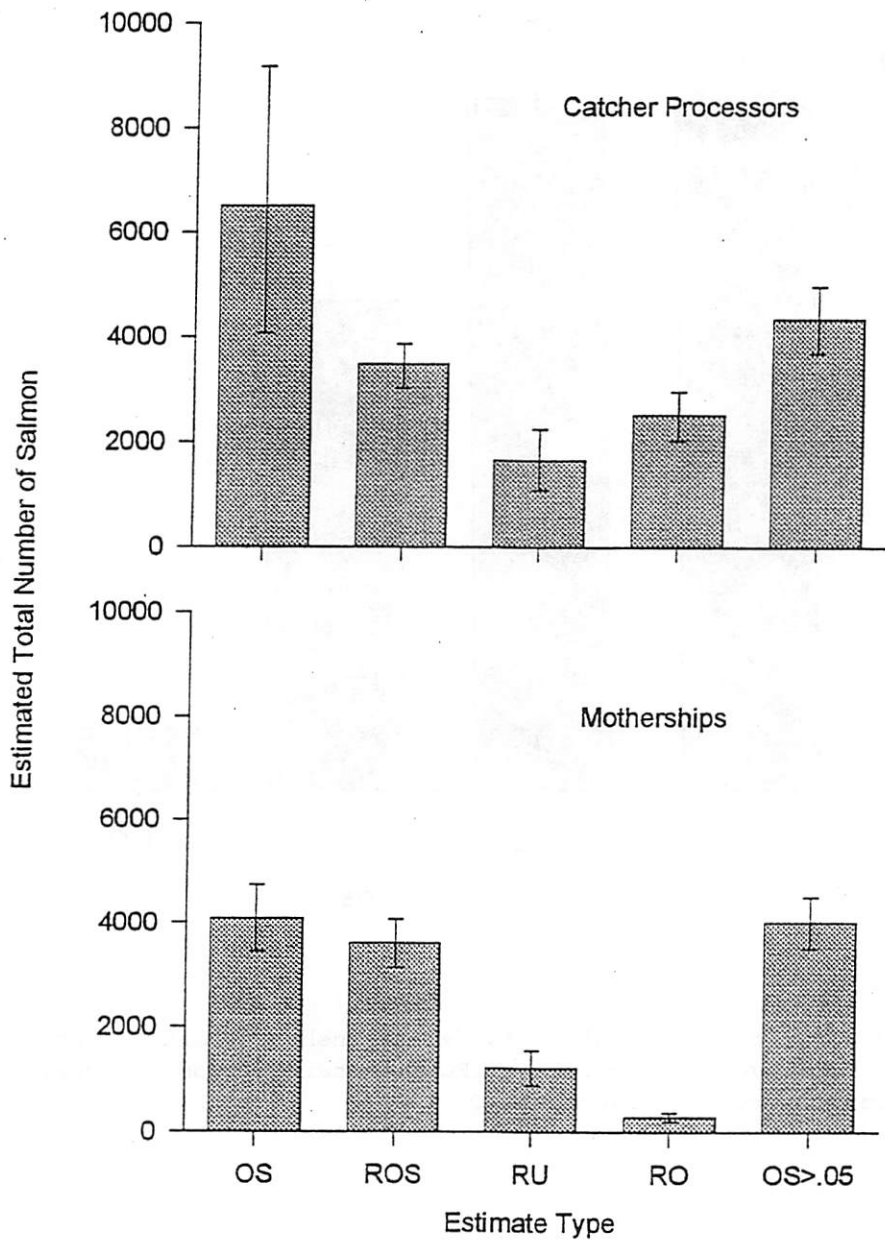 Estimated Total Number of Salmon
10000
8000
6000
4000
2000
0
Catcher Processors
10000
8000
6000
4000
2000
0
Motherships
OS ROS RU RO OS>.05
Estimate Type